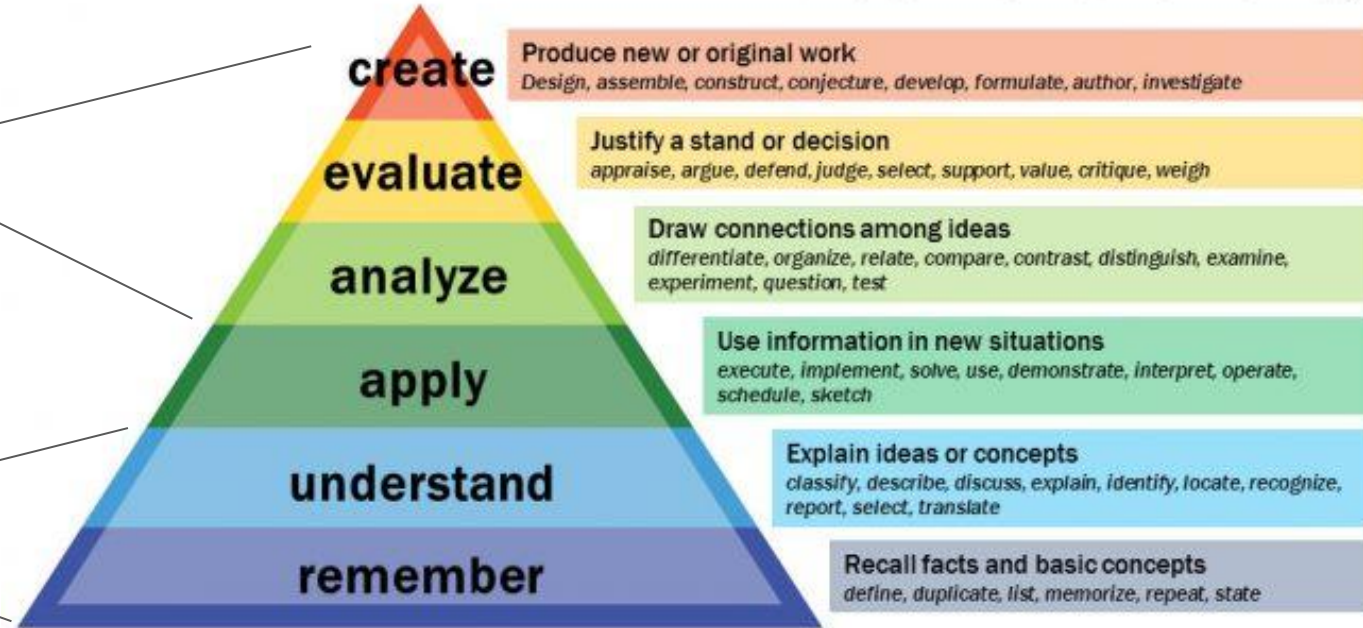 create
Produce new or original work
Design, assemble, construct, conjecture, develop, formulate, author, investigate
evaluate
Justify a stand or decision
appraise, argue, defend, judge, select, support, value, critique, weigh
analyze
Draw connections among ideas
differentiate, organize, relate, compare, contrast, distinguish, examine,
experiment, question, test
apply
Use information in new situations
execute, implement, solve, use, demonstrate, interpret, operate,
schedule, sketch
understand
Explain ideas or concepts
classify, describe, discuss, explain, identify, locate, recognize,
report, select, translate
remember
Recall facts and basic concepts
define, duplicate, list, memorize, repeat, state